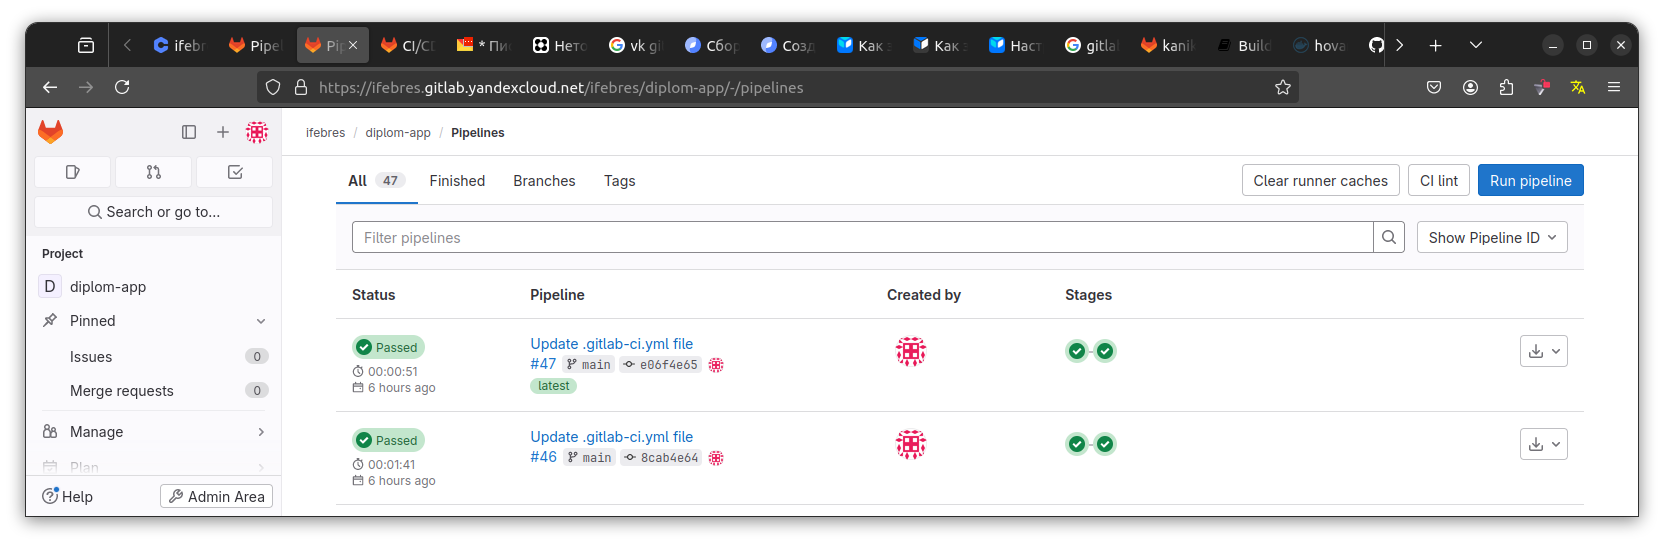 ifebr
Pipel
Pip
CI/CD
* Пис
Нето
vk gi
Сбор
Созд
Как з
Как з
Наст
gitla
kanik
Build
hova
https://ifebres.gitlab.yandexcloud.net/ifebres/diplom-app/-/pipelines
ifebres / diplom-app / Pipelines
Search or go to...
Project
D diplom-app
Pinned
Issues 0
Merge requests 0
Manage
Plan
Help
Admin Area
All 47 Finished Branches Tags
Clear runner caches CI lint Run pipeline
Filter pipelines
Show Pipeline ID
Status Pipeline Created by Stages
Passed
00:00:51
6 hours ago
Update .gitlab-ci.yml file
#47 main e06f4e65
latest
Passed
00:01:41
6 hours ago
Update .gitlab-ci.yml file
#46 main 8cab4e64